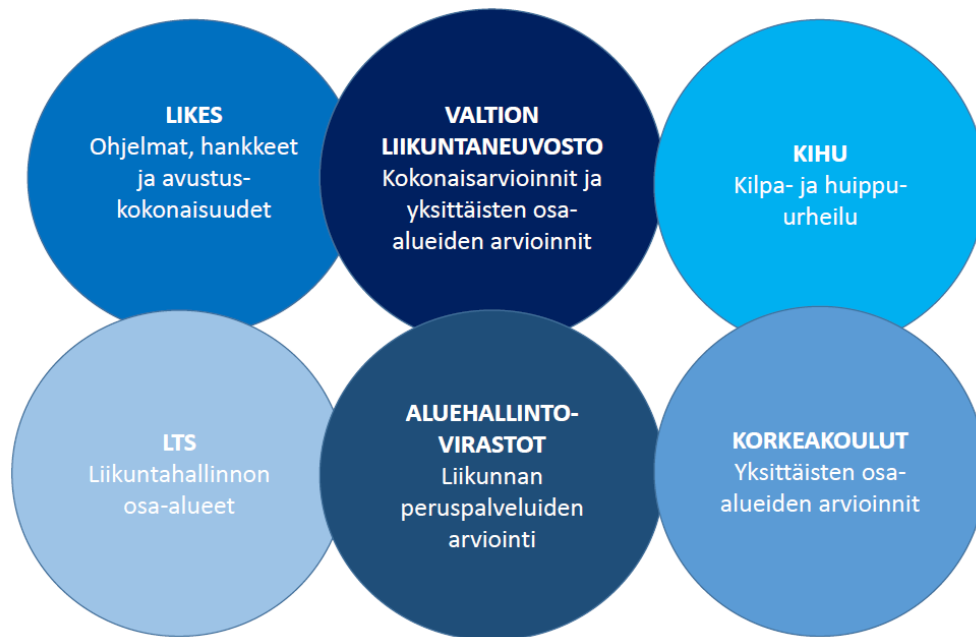 LIKES
Ohjelmat, hankkeet
ja avustus-
kokonaisuudet
VALTION
LIIKUNTANEUVOSTO
Kokonaisarvioinnit ja
yksittäisten osa-
alueiden arvioinnit
KIHU
Kilpa- ja huippu-
urheilu
LTS
Liikuntahallinnon
osa-alueet
ALUEHALLINTO-
VIRASTOT
Liikunnan
peruspalveluiden
arviointi
KORKEAKOULUT
Yksittäisten osa-
alueiden arvioinnit